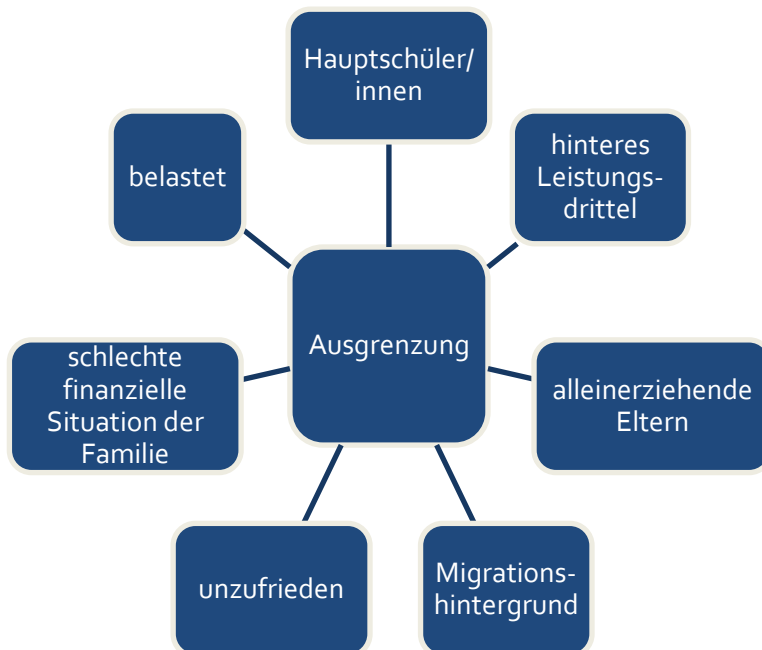 Hauptschüler/
innen
hinteres
Leistungs-
drittel
alleinerziehende
Eltern
Migrations-
hintergrund
unzufrieden
schlechte
finanzielle
Situation der
Familie
belastet
Ausgrenzung